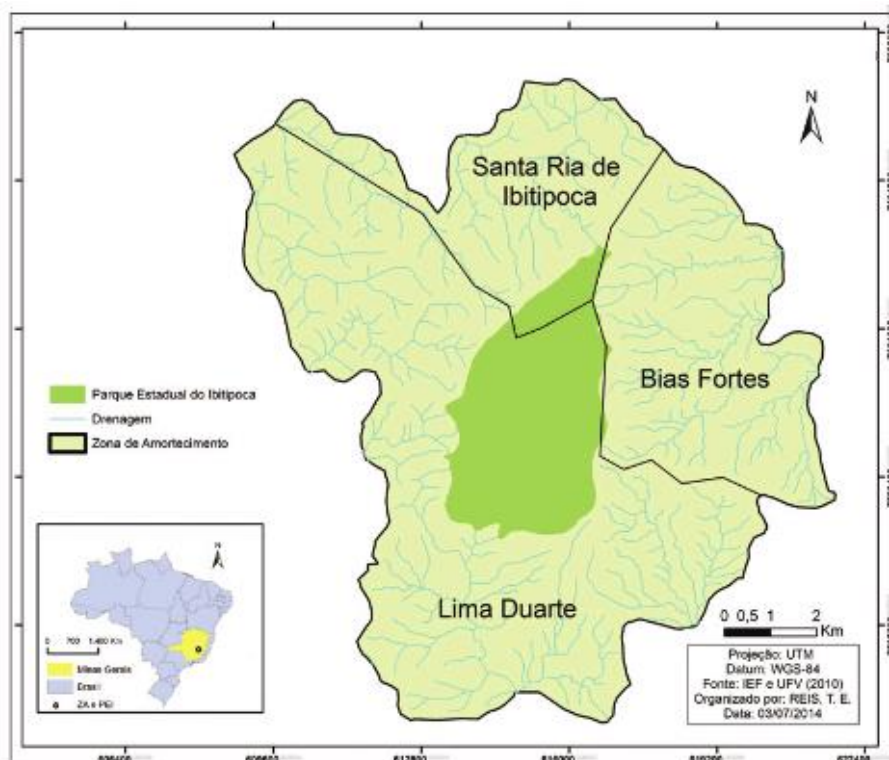 N
Santa Ria de
Ibitipoca
Bias Fortes
Lima Duarte
Parque Estadual do Ibitipoca
Drenagem
Zona de Amortecimento
N
Minas Gerais
Brasil
ZA e PEI
0 0,5 1 2
Km
Projeção: UTM
Datum: WGS-84
Fonte: IEF e UFV (2010)
Organizado por: REIS, T. E.
Data: 03/07/2014